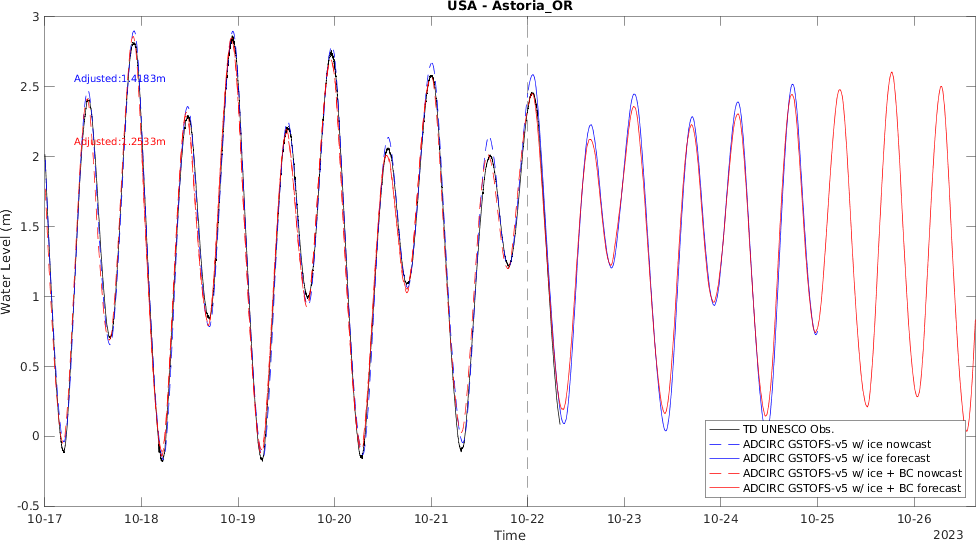 USA - Astoria_OR
3
2.5
2
1.5
1
0.5
0
-0.5
Water Level (m)
Adjusted:1.4183m
Adjusted:1.2533m
TD UNESCO Obs.
ADCIRC GSTOFS-v5 w/ ice nowcast
ADCIRC GSTOFS-v5 w/ ice forecast
ADCIRC GSTOFS-v5 w/ ice + BC nowcast
ADCIRC GSTOFS-v5 w/ ice + BC forecast
10-17 10-18 10-19 10-20 10-21 10-22 10-23 10-24 10-25 10-26
Time
2023